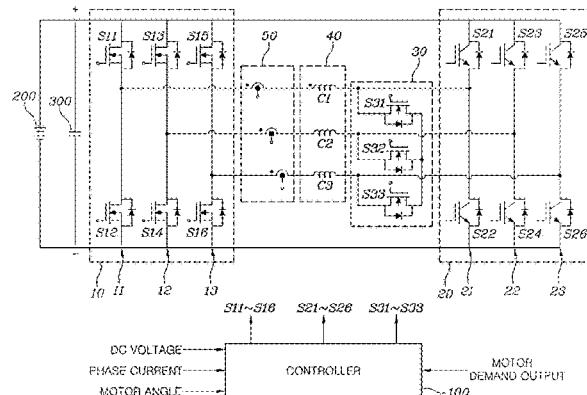 S11 S13 S15 50 40 30 S21 S23 S25
200 300
C1 S31
C2 S32
C3 S33
S12 S14 S16 S22 S24 S26
10 11 12 13 20 21 22 23
S11~S16 S21~S26 S31~S33
DC VOLTAGE
PHASE CURRENT CONTROLLER MOTOR DEMAND OUTPUT
MOTOR ANGLE 100